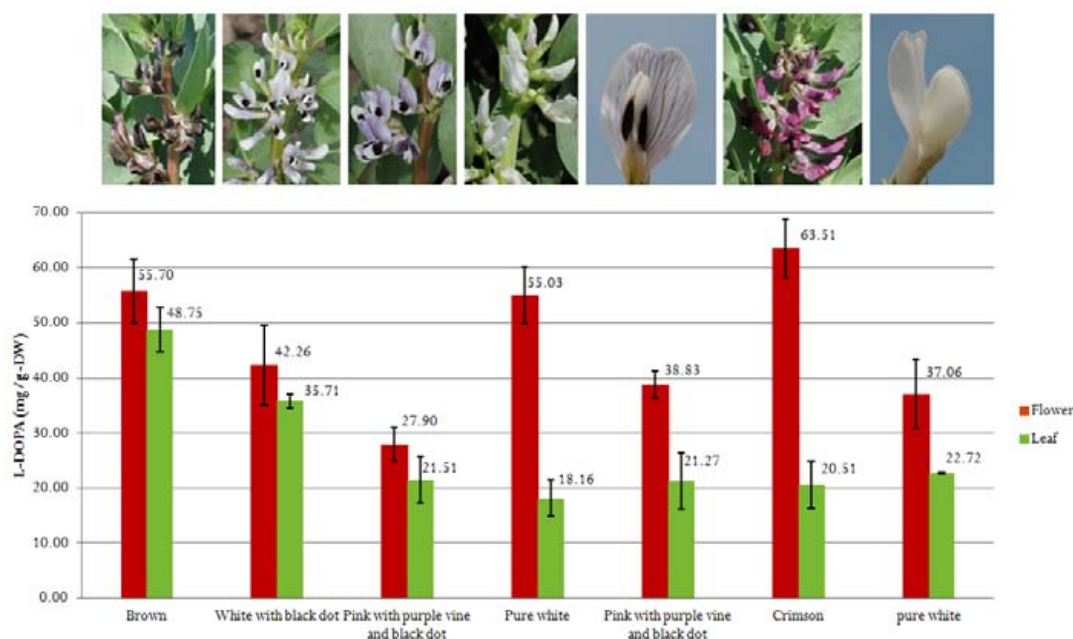 70.00
60.00
50.00
40.00
30.00
20.00
10.00
0.00
L-DOPA (mg/g-DW)
55.70
48.75
42.26
35.71
27.90
21.51
55.03
18.16
38.83
21.27
63.51
20.51
37.06
22.72
Flower
Leaf
Brown
White with black dot
Pink with purple vine
and black dot
Pure white
Pink with purple vine
and black dot
Crimson
pure white